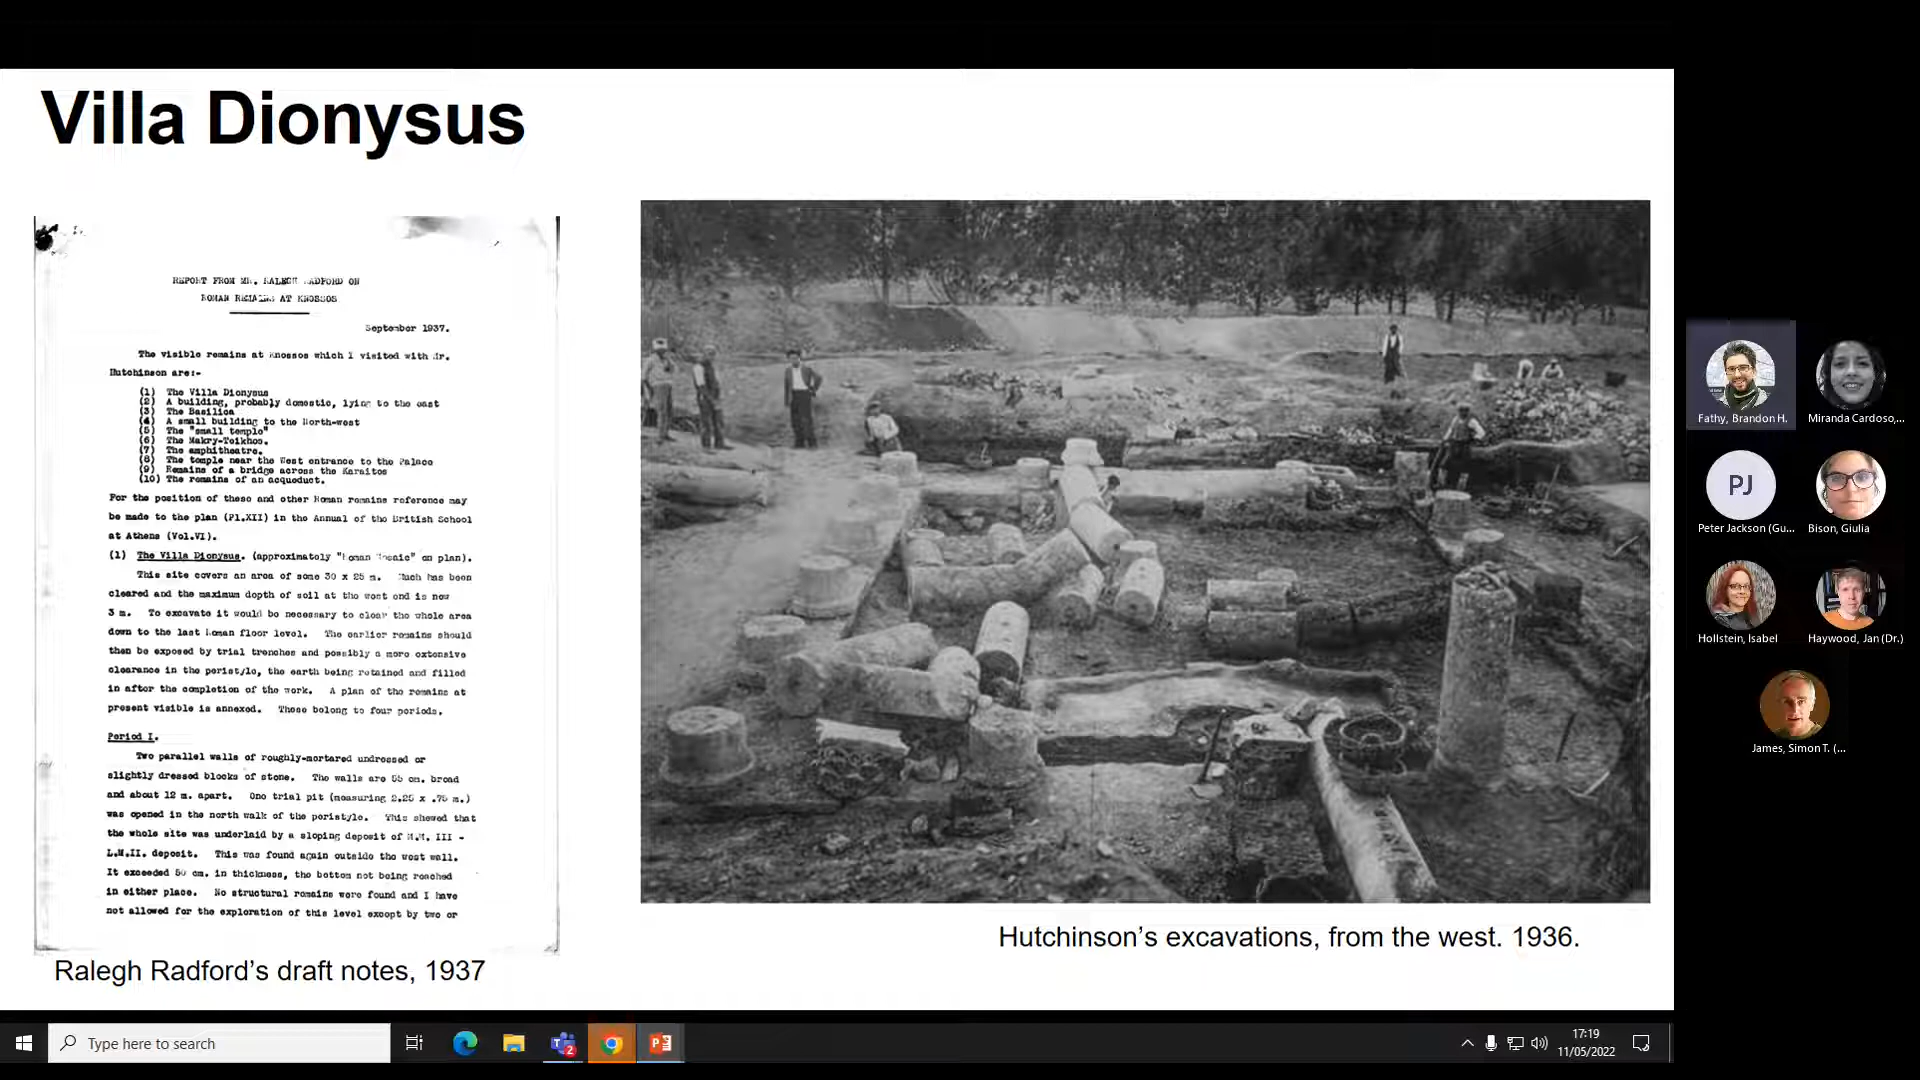 Villa Dionysus
REPORT FROM MR. RALEGH RADFORD ON
ROMAN REMAINS AT KNOSSOS
September 1937.
The visible remains at Knossos which I visited with Mr.
Hutchinson are:-
(1) The Villa Dionysus
(2) A building, probably domestic, lying to the east
(3) The Basilica
(4) A small building to the North-west
(5) The "small temple"
(6) The Makry-Toikhos.
(7) The amphitheatre.
(8) The temple near the West entrance to the Palace
(9) Remains of a bridge across the Karaitos
(10) The remains of an acqueduct.
For the position of these and other Roman remains reference may
be made to the plan (Pl.XII) in the Annual of the British School
at Athens (Vol.VI).
(1) The Villa Dionysus. (approximately "Roman Mosaic" on plan).
This site covers an area of some 30 x 25 m. Much has been
cleared and the maximum depth of soil at the west end is now
3 m. To excavate it would be necessary to clear the whole area
down to the last Roman floor level. The earlier remains should
then be exposed by trial trenches and possibly a more extensive
clearance in the peristyle, the earth being retained and filled
in after the completion of the work. A plan of the remains at
present visible is annexed. These belong to four periods.
Period I.
Two parallel walls of roughly-mortared undressed or
slightly dressed blocks of stone. The walls are 55 cm. broad
and about 12 m. apart. One trial pit (measuring 2.25 x .75 m.)
was opened in the north walk of the peristyle. This shewed that
the whole site was underlaid by a sloping deposit of M.M. III -
L.M.II. deposit. This was found again outside the west wall.
It exceeded 50 cm. in thickness, the bottom not being reached
in either place. No structural remains were found and I have
not allowed for the exploration of this level except by two or
Ralegh Radford's draft notes, 1937
Hutchinson's excavations, from the west. 1936.
Fathy, Brandon H.
Miranda Cardoso,...
PJ
Peter Jackson (Gu...
Bison, Giulia
Hollstein, Isabel
Haywood, Jan (Dr.)
James, Simon T. (...
Type here to search
2
17:19
11/05/2022